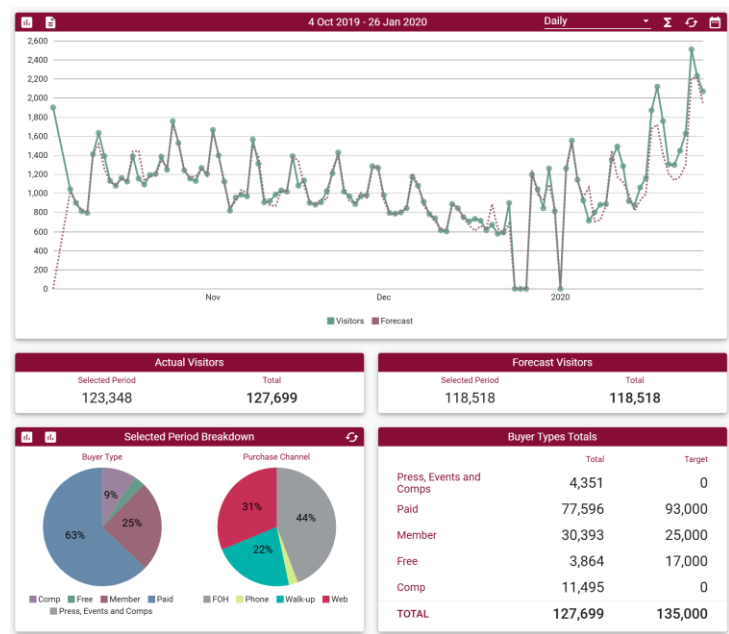 4 Oct 2019 - 26 Jan 2020
Daily
Σ
2,600
2,400
2,200
2,000
1,800
1,600
1,400
1,200
1,000
800
600
400
200
0
Nov
Dec
2020
Visitors
Forecast
Actual Visitors
Selected Period
Total
123,348
127,699
Forecast Visitors
Selected Period
Total
118,518
118,518
Selected Period Breakdown
Buyer Type
9%
25%
63%
Comp Free Member Paid
Press, Events and Comps
Purchase Channel
31%
44%
22%
FOH Phone Walk-up Web
Buyer Types Totals
Total Target
Press, Events and
Comps 4,351 0
Paid 77,596 93,000
Member 30,393 25,000
Free 3,864 17,000
Comp 11,495 0
TOTAL 127,699 135,000